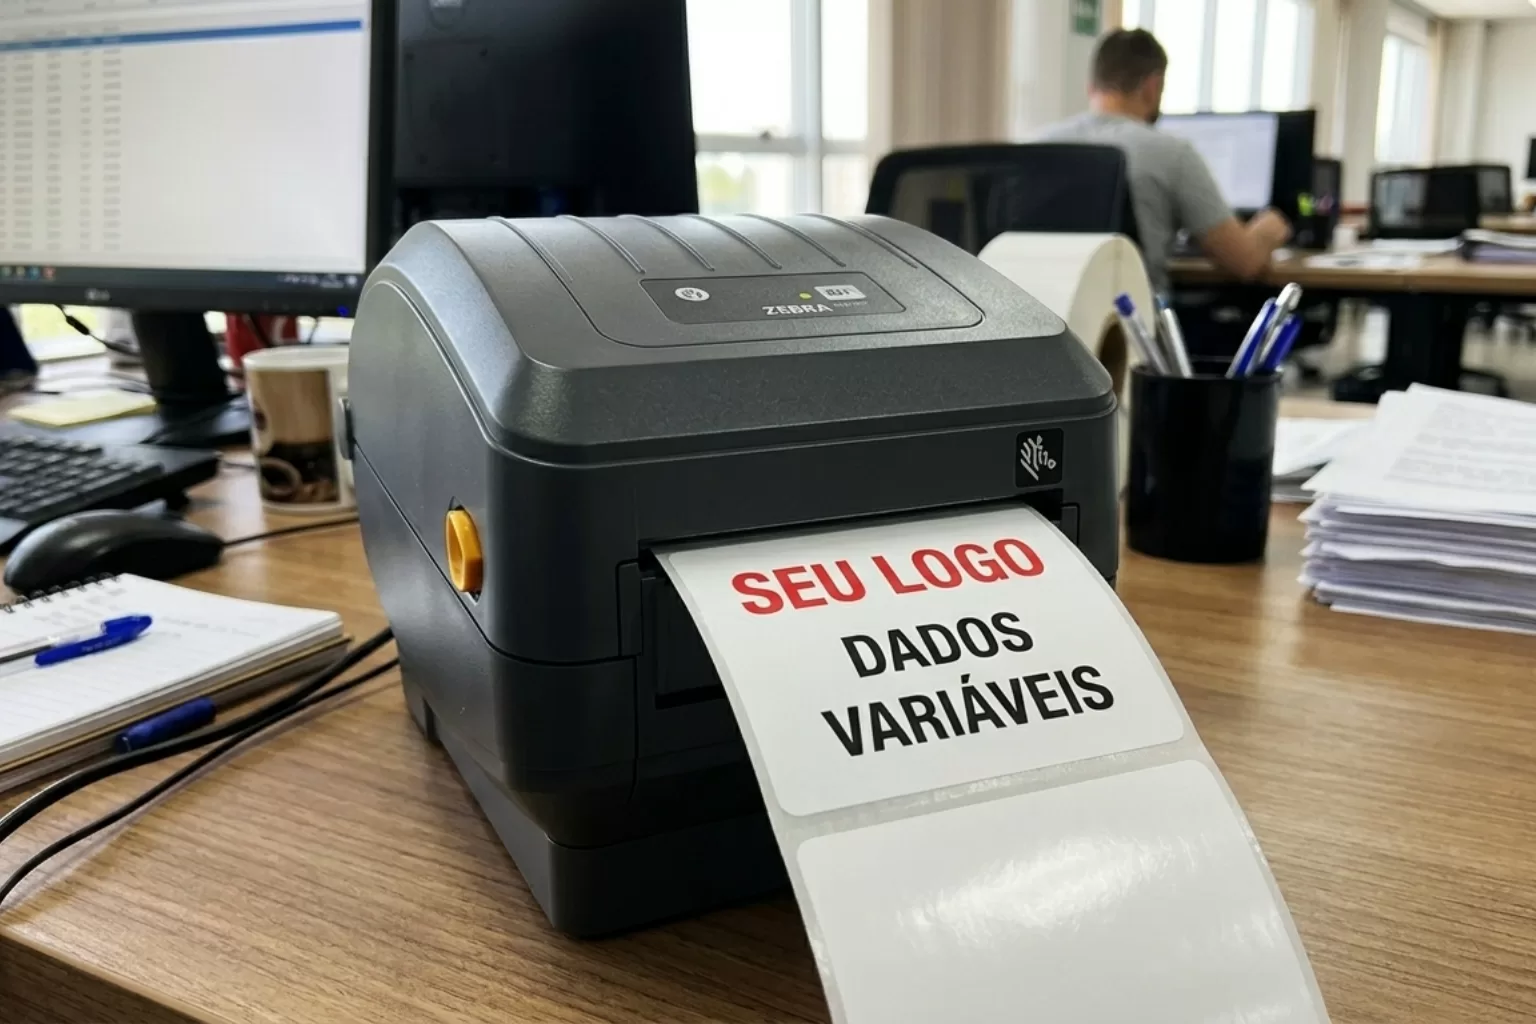 ZEBRA
SEU LOGO
DADOS
VARIÁVEIS